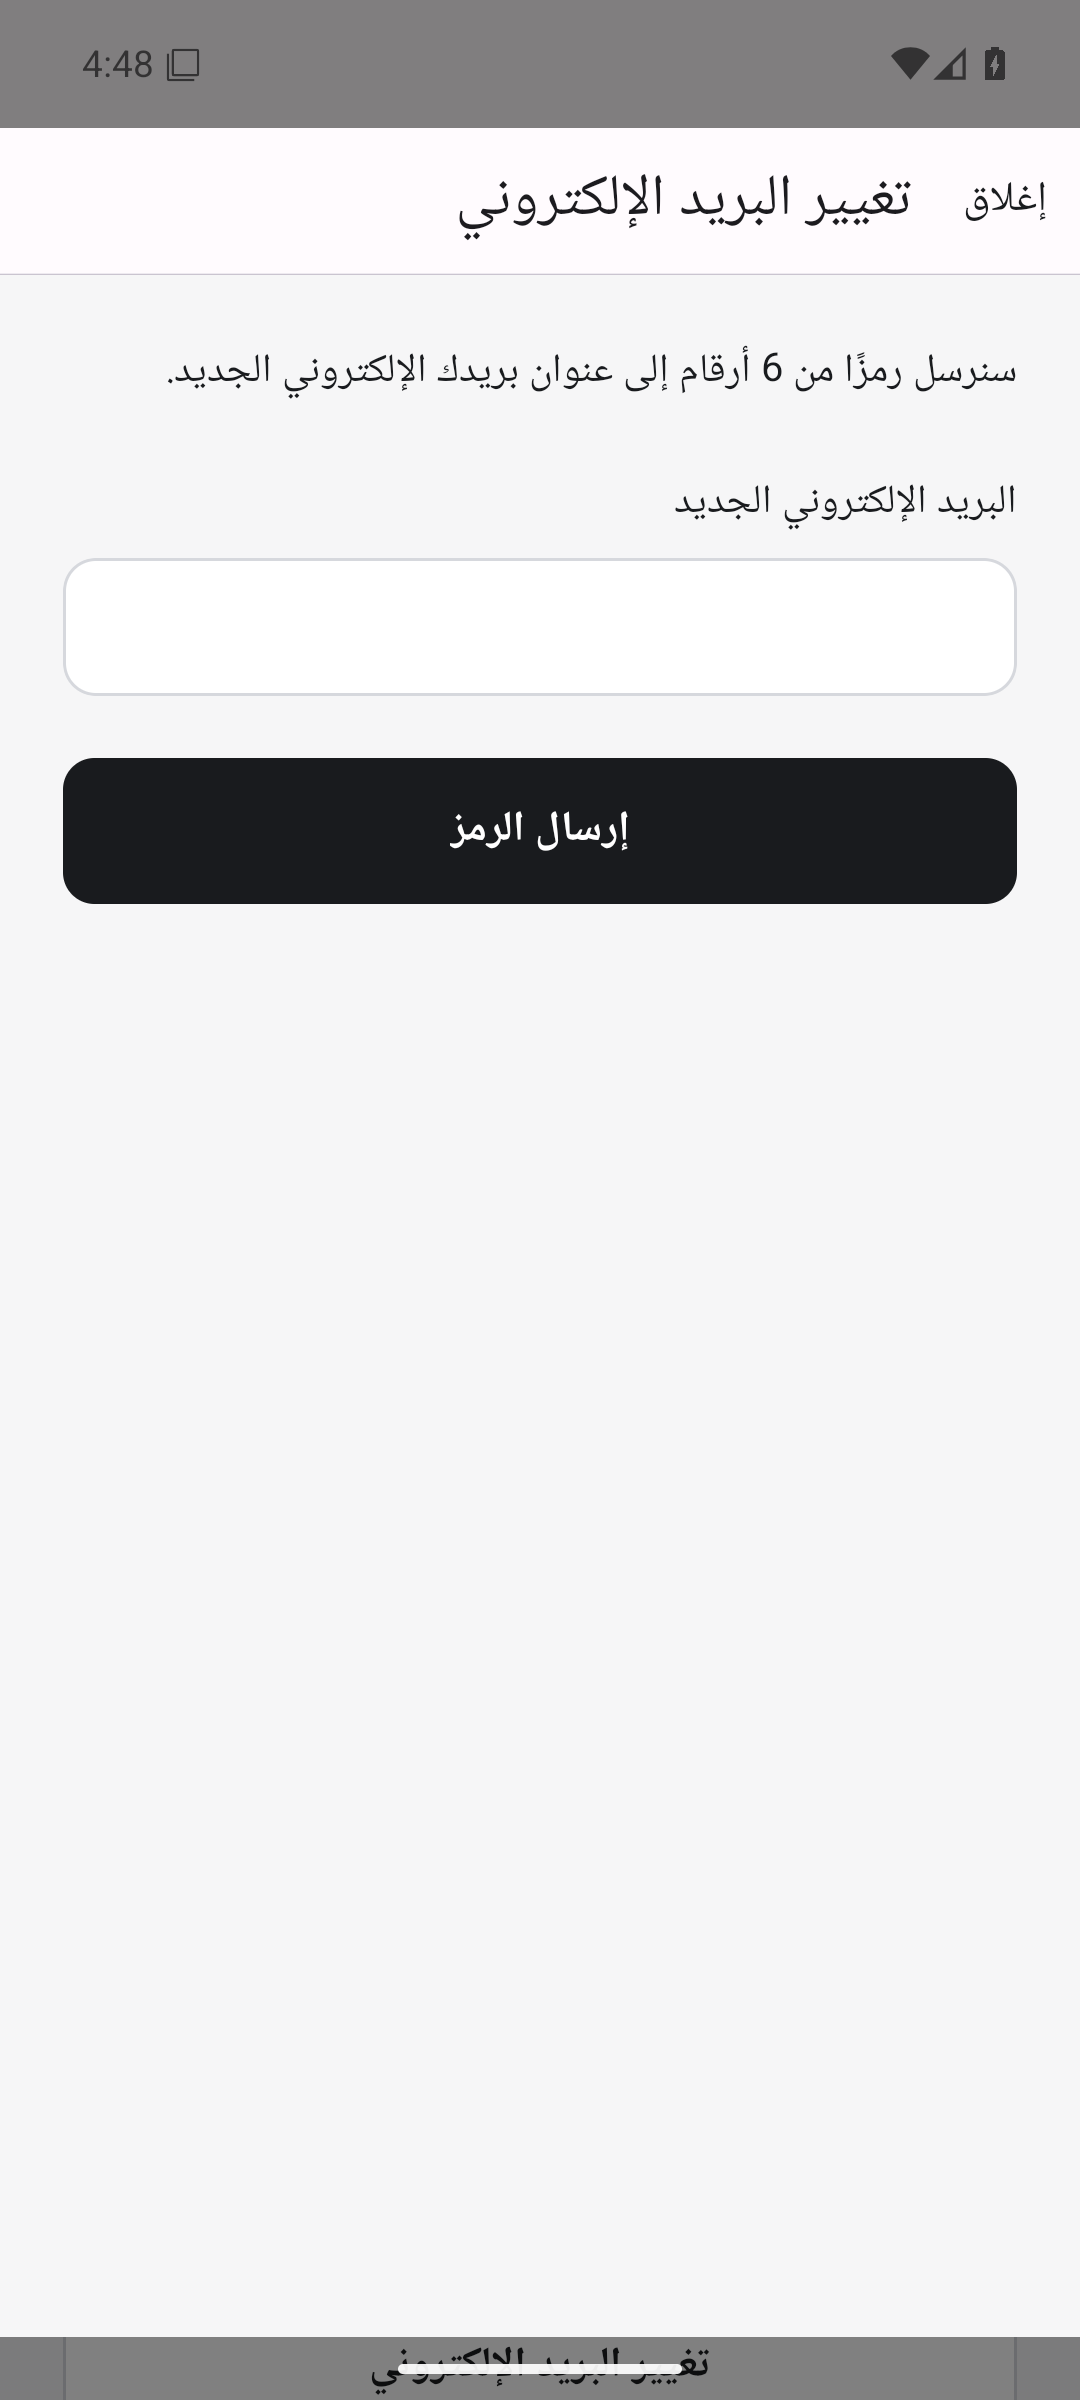 4:48
إغلاق
تغيير البريد الإلكتروني
سنرسل رمزًا من 6 أرقام إلى عنوان بريدك الإلكتروني الجديد.
البريد الإلكتروني الجديد
إرسال الرمز
تغيير البريد الإلكتروني